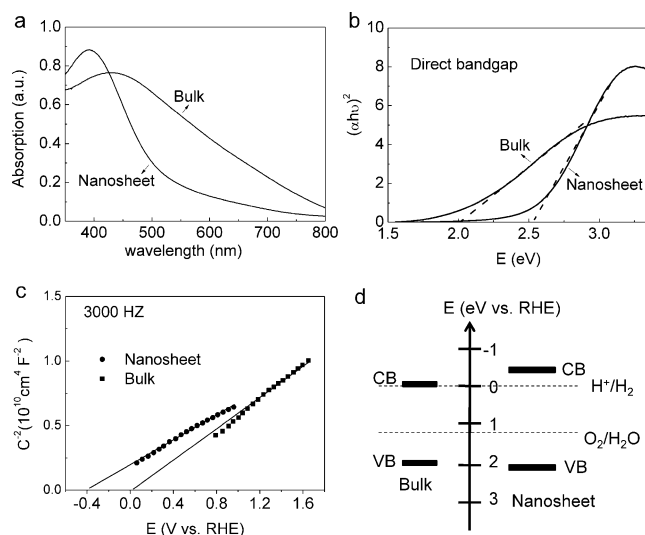 a
1.0
0.8
0.6
0.4
0.2
0.0
Absorption (a.u.)
Bulk
Nanosheet
400 500 600 700 800
wavelength (nm)
b
10
8
6
4
2
0
(αhυ)²
Direct bandgap
Bulk
Nanosheet
1.5 2.0 2.5 3.0
E (eV)
c
1.5
1.0
0.5
0.0
C⁻²(10¹⁰cm⁴ F⁻²)
3000 HZ
Nanosheet
Bulk
-0.4 0.0 0.4 0.8 1.2 1.6
E (V vs. RHE)
d
E (eV vs. RHE)
-1
CB
CB
0
H⁺/H₂
1
O₂/H₂O
VB
2
VB
Bulk
3
Nanosheet